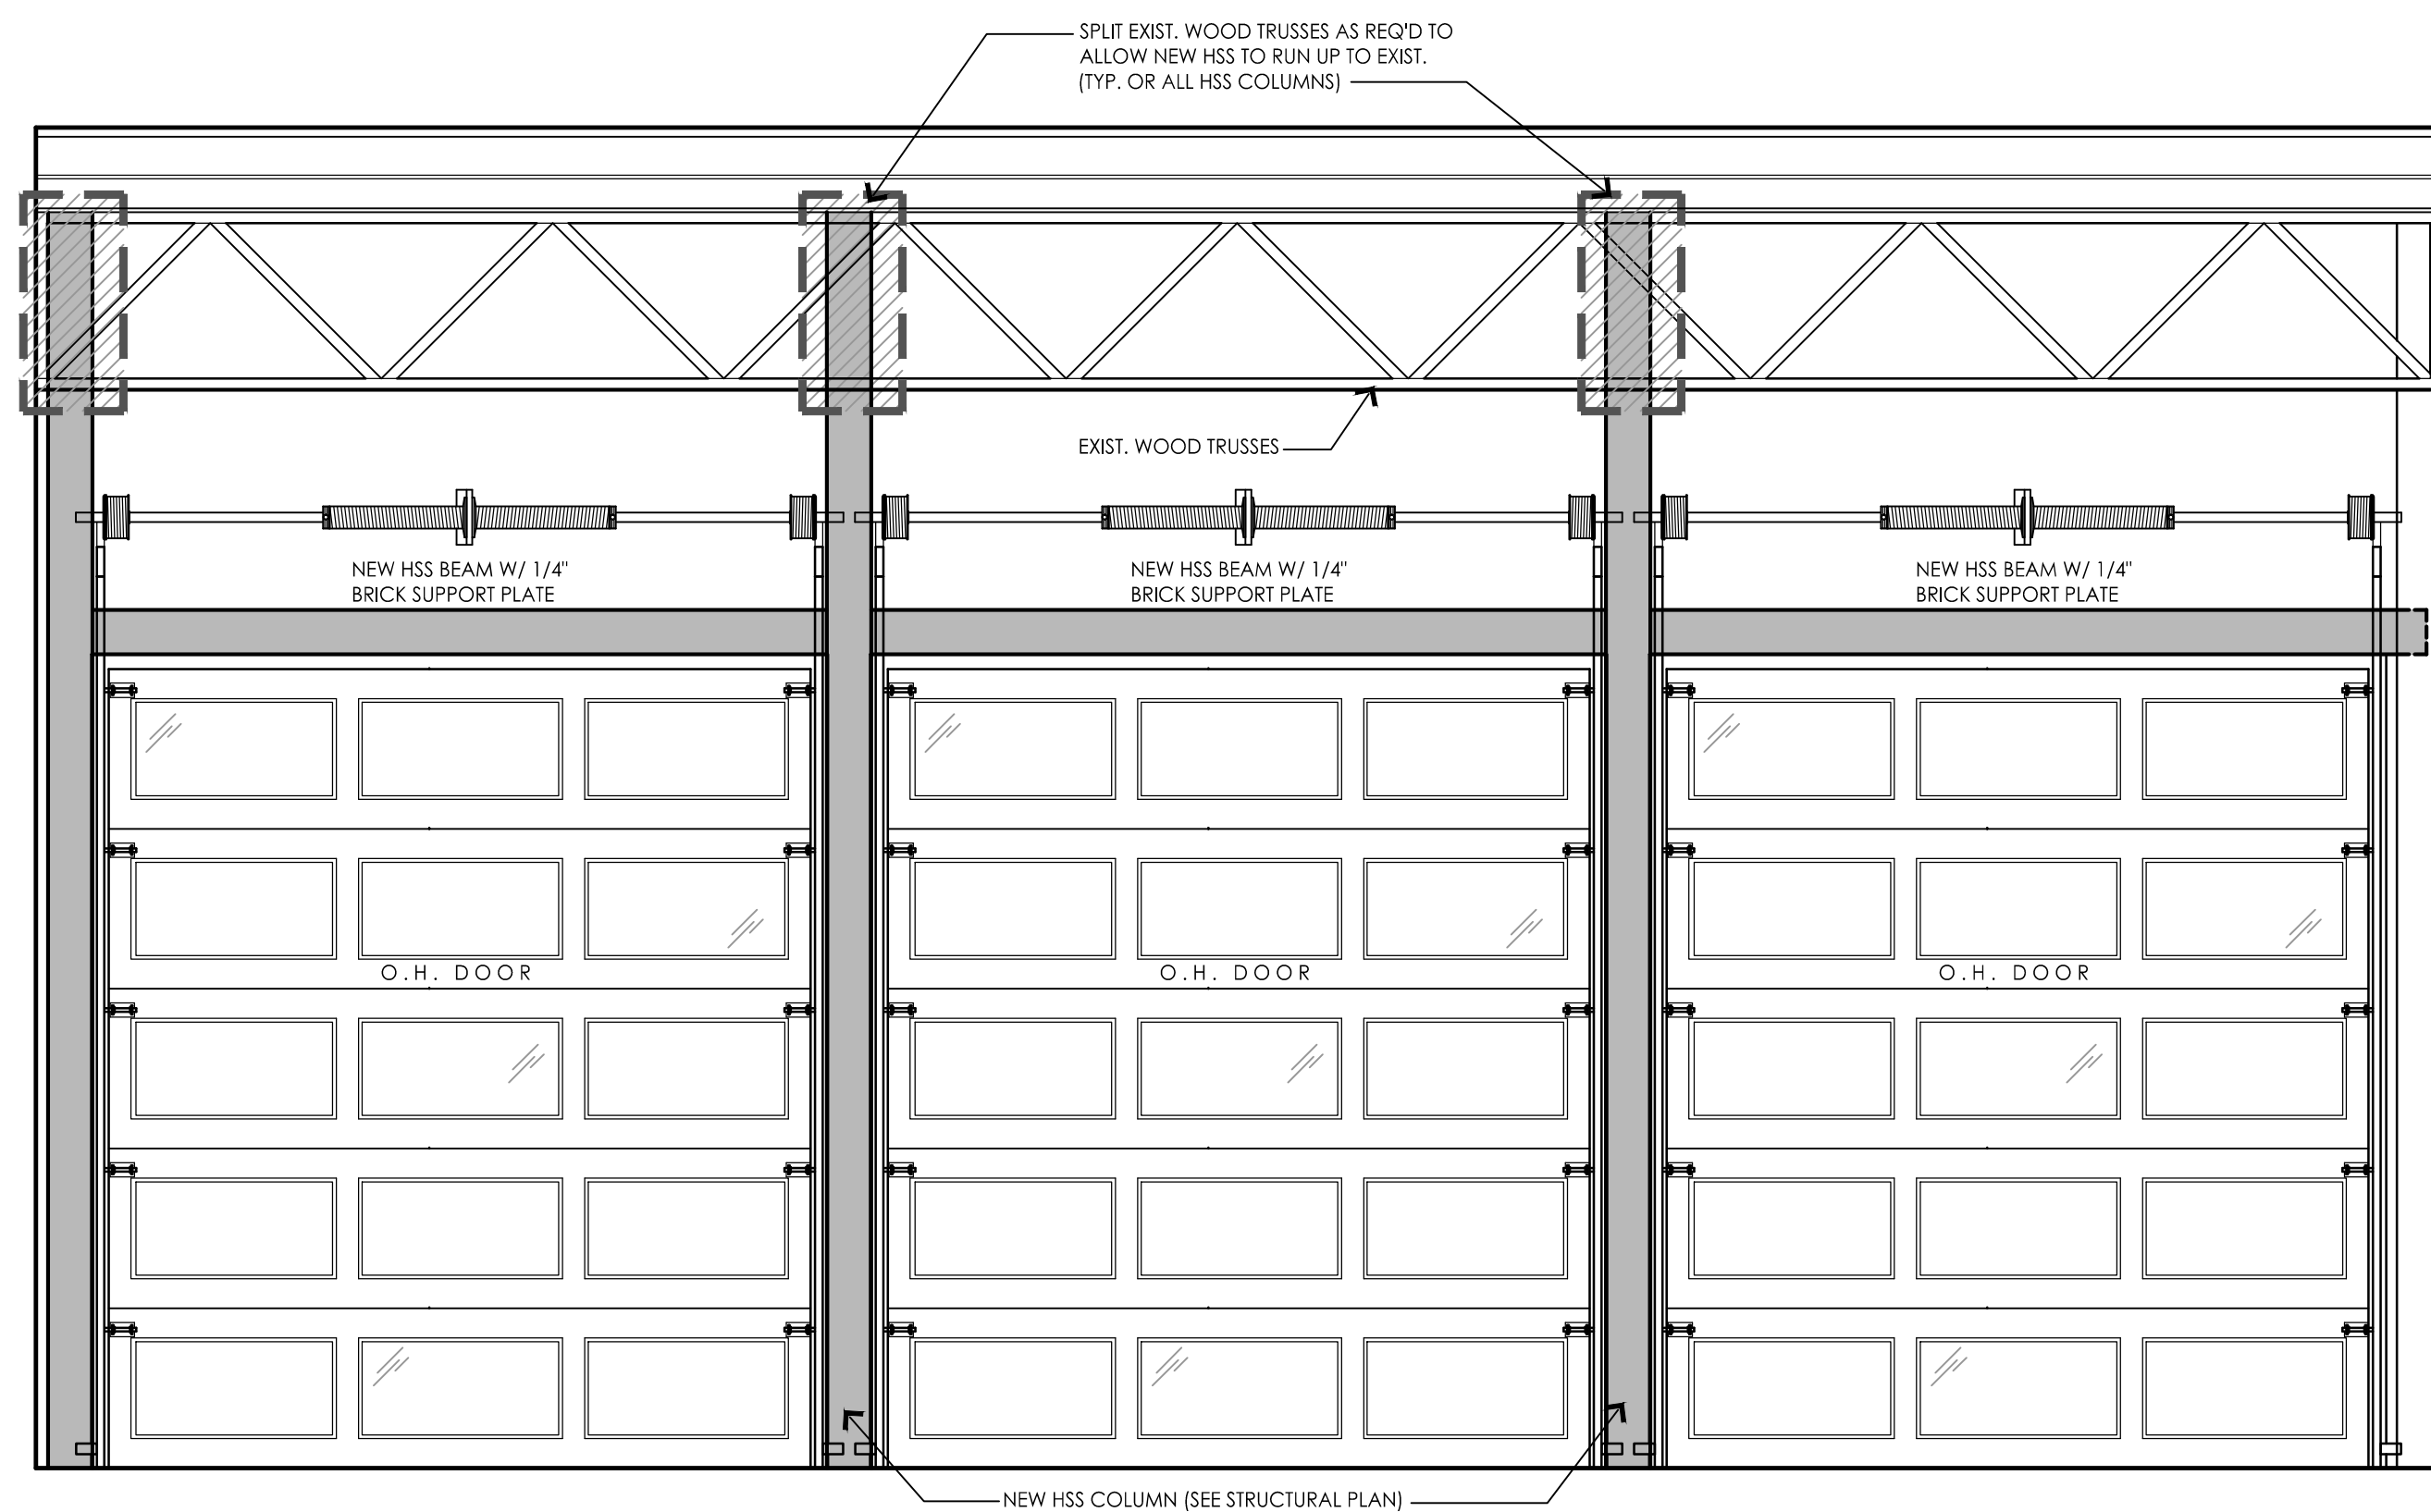 SPLIT EXIST. WOOD TRUSSES AS REQ'D TO
ALLOW NEW HSS TO RUN UP TO EXIST.
(TYP. OR ALL HSS COLUMNS)
EXIST. WOOD TRUSSES
NEW HSS BEAM W/ 1/4"
BRICK SUPPORT PLATE
NEW HSS BEAM W/ 1/4"
BRICK SUPPORT PLATE
NEW HSS BEAM W/ 1/4"
BRICK SUPPORT PLATE
O.H. DOOR
O.H. DOOR
O.H. DOOR
NEW HSS COLUMN (SEE STRUCTURAL PLAN)